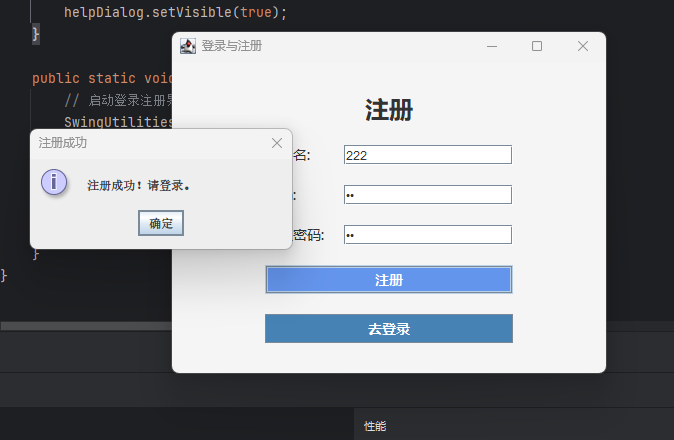 helpDialog.setVisible(true);
}
public static void
// 启动登录注册
SwingUtilities
}
}
登录与注册
注册
名:
222
:
••
密码:
••
注册
去登录
注册成功
注册成功！请登录。
确定
性能